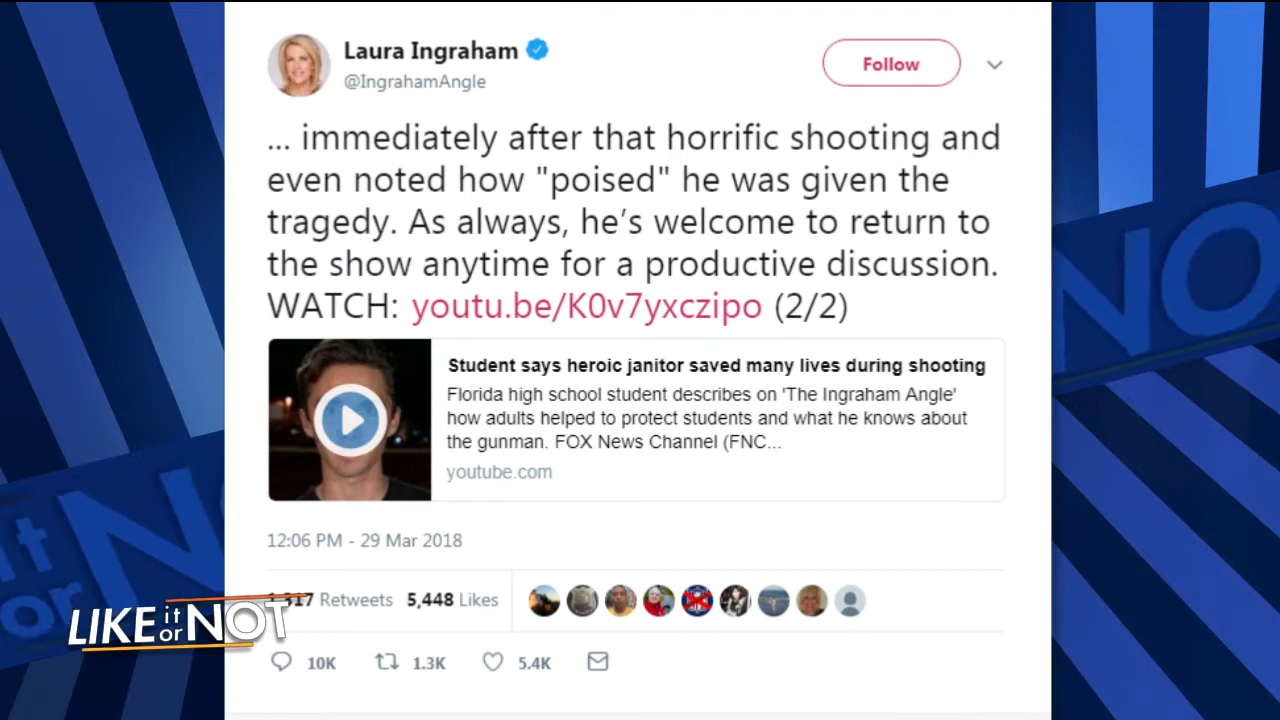 Laura Ingraham
@IngrahamAngle
Follow
... immediately after that horrific shooting and
even noted how "poised" he was given the
tragedy. As always, he’s welcome to return to
the show anytime for a productive discussion.
WATCH: youtu.be/K0v7yxczipo (2/2)
Student says heroic janitor saved many lives during shooting
Florida high school student describes on 'The Ingraham Angle'
how adults helped to protect students and what he knows about
the gunman. FOX News Channel (FNC...
youtube.com
12:06 PM - 29 Mar 2018
Retweets 5,448 Likes
10K 1.3K 5.4K
LIKE it or NOT
NO
it or N